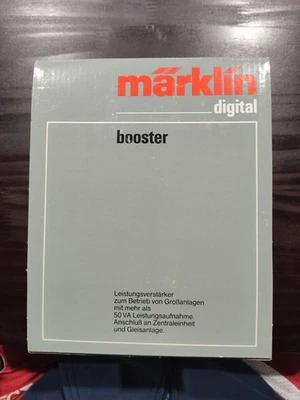 märklin
digital
booster
Leistungsverstärker
zum Betrieb von Großanlagen
mit mehr als
50 VA Leistungsaufnahme.
Anschluß an Zentraleinheit
und Gleisanlage.